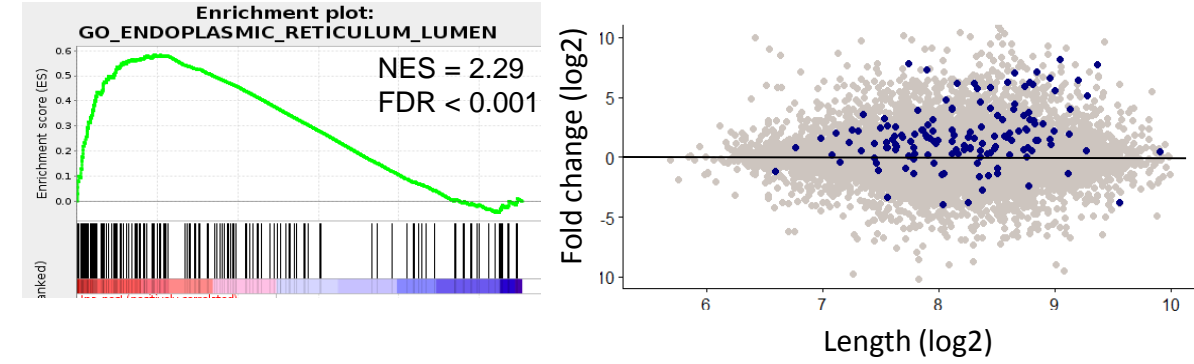 Enrichment plot:
GO_ENDOPLASMIC_RETICULUM_LUMEN
Enrichment score (ES)
0.6
0.5
0.4
0.3
0.2
0.1
0.0
NES = 2.29
FDR < 0.001
anked)
Fold change (log2)
10
5
0
-5
10
6
7
8
9
10
Length (log2)